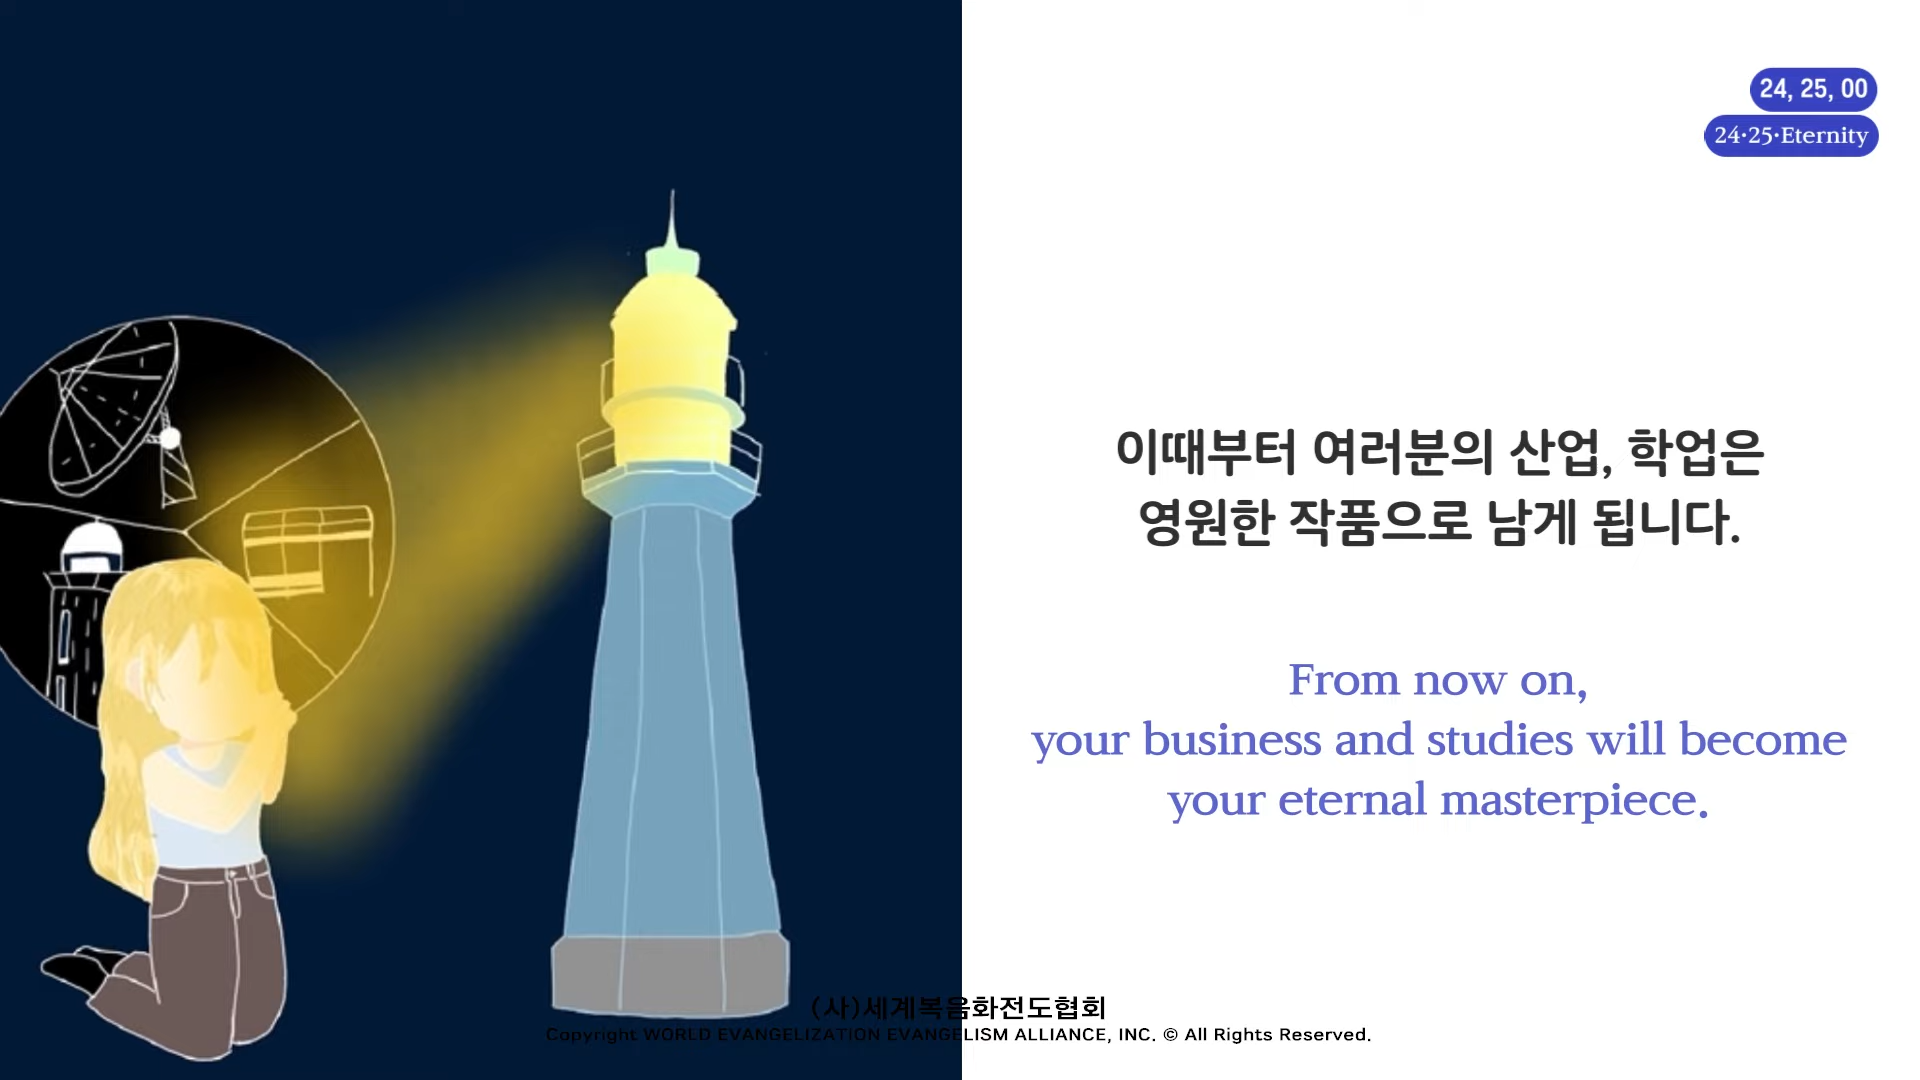 24, 25, 00
24·25·Eternity
이때부터 여러분의 산업, 학업은
영원한 작품으로 남게 됩니다.
From now on,
your business and studies will become
your eternal masterpiece.
(사)세계복음화전도협회
Copyright WORLD EVANGELIZATION EVANGELISM ALLIANCE, INC. © All Rights Reserved.